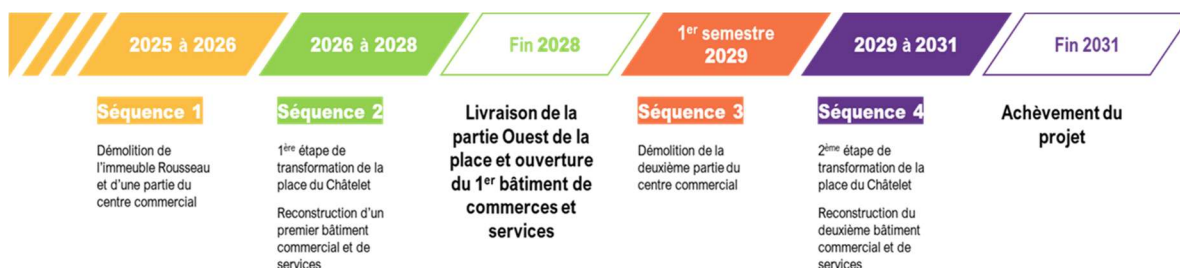 2025 à 2026
2026 à 2028
Fin 2028
1er semestre
2029
2029 à 2031
Fin 2031
Séquence 1
Démolition de
l'immeuble Rousseau
et d'une partie du
centre commercial
Séquence 2
1ère étape de
transformation de la
place du Châtelet
Reconstruction d'un
premier bâtiment
commercial et de
services
Livraison de la
partie Ouest de la
place et ouverture
du 1er bâtiment de
commerces et
services
Séquence 3
Démolition de la
deuxième partie du
centre commercial
Séquence 4
2ème étape de
transformation de la
place du Châtelet
Reconstruction du
deuxième bâtiment
commercial et de
services
Achèvement du
projet